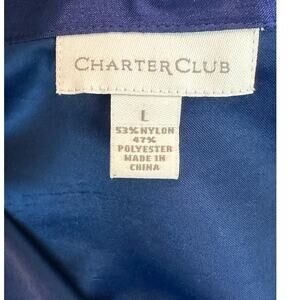 CHARTER CLUB
L
53% NYLON
47%
POLYESTER
MADE IN
CHINA